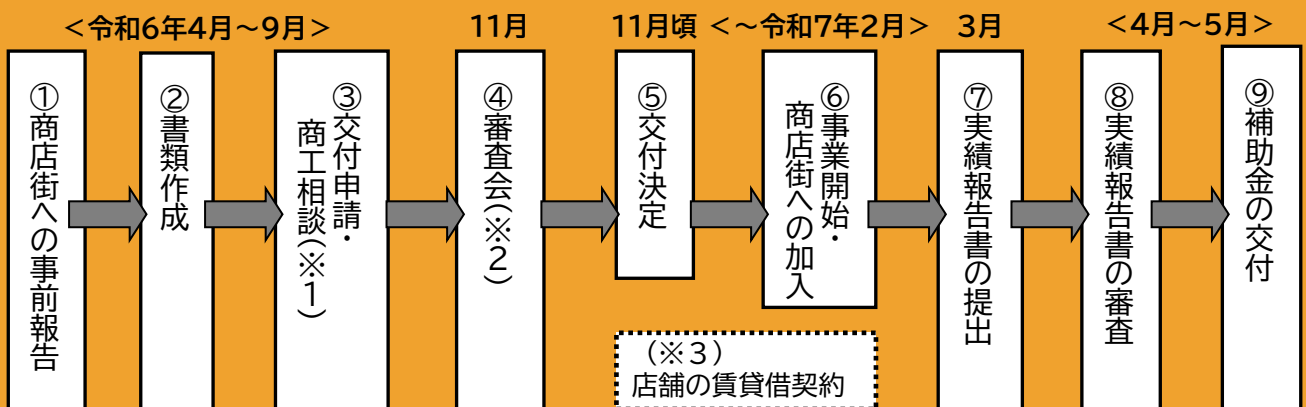 <令和6年4月～9月>
11月
11月頃
<～令和7年2月>
3月
<4月～5月>
①商店街への事前報告
②書類作成
③交付申請・
商工相談(※1)
④審査会(※2)
⑤交付決定
⑥事業開始・
商店街への加入
⑦実績報告書の提出
⑧実績報告書の審査
⑨補助金の交付
(※3)
店舗の賃貸借契約